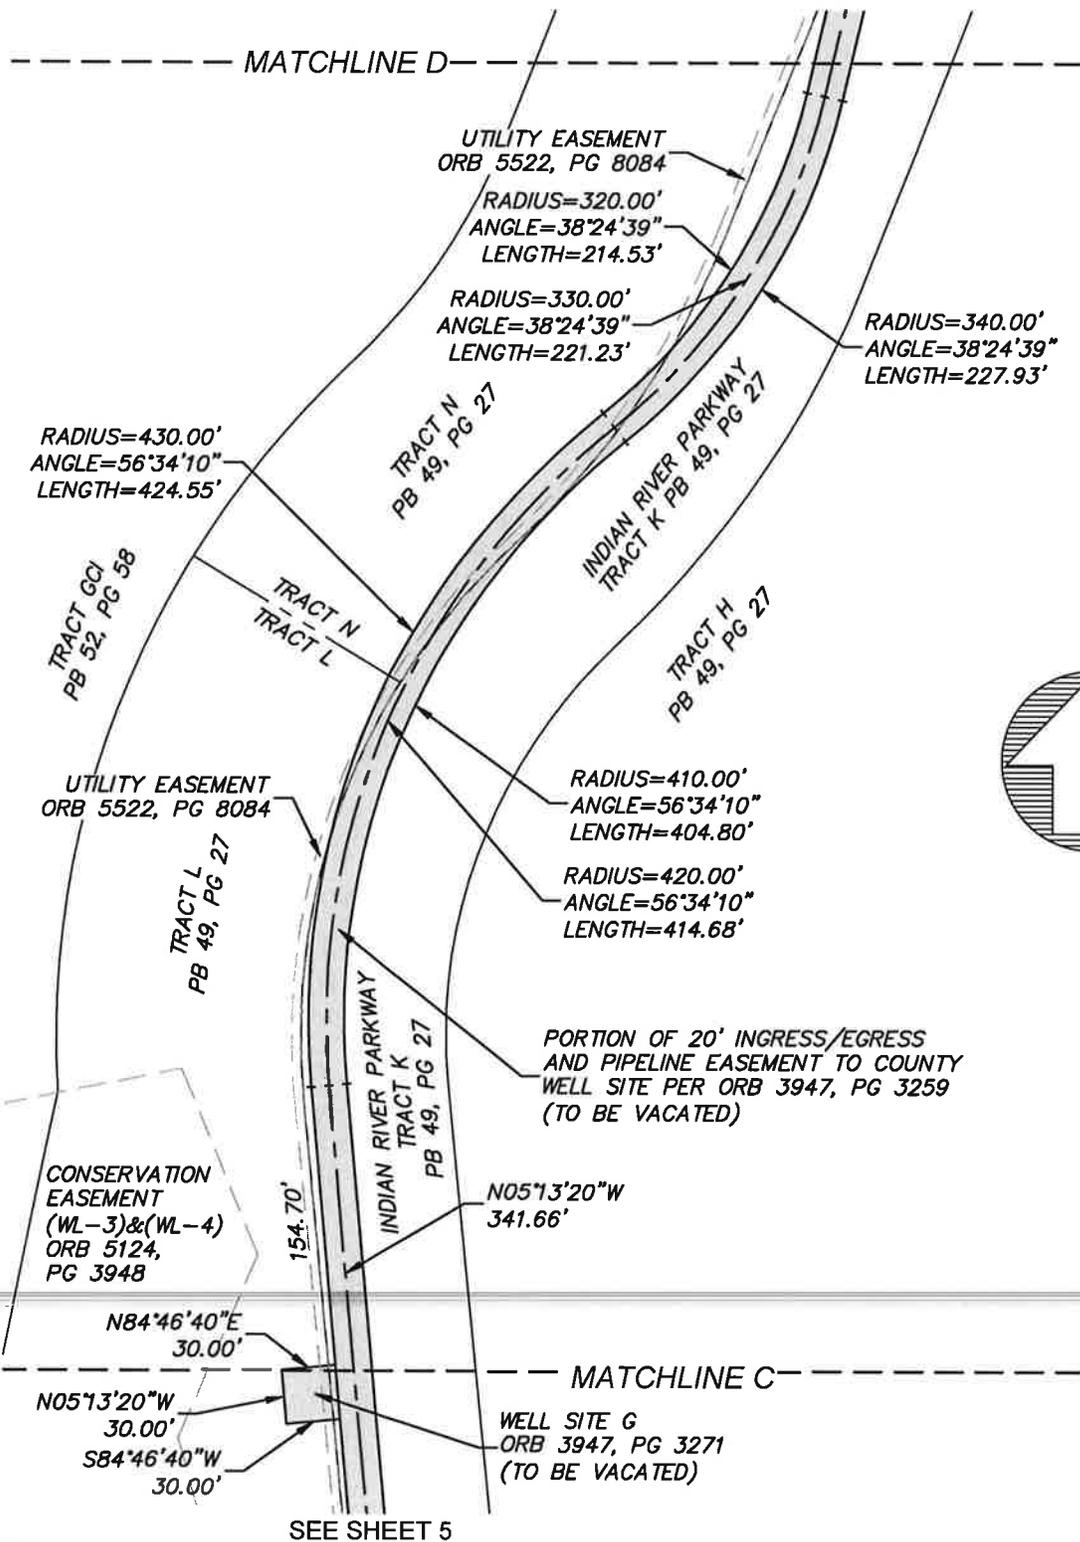 MATCHLINE D
UTILITY EASEMENT
ORB 5522, PG 8084
RADIUS=320.00'
ANGLE=38°24'39"
LENGTH=214.53'
RADIUS=330.00'
ANGLE=38°24'39"
LENGTH=221.23'
RADIUS=340.00'
ANGLE=38°24'39"
LENGTH=227.93'
TRACT N
PB 49, PG 27
INDIAN RIVER PARKWAY
TRACT K PB 49, PG 27
RADIUS=430.00'
ANGLE=56°34'10"
LENGTH=424.55'
TRACT GCI
PB 52, PG 58
TRACT N
TRACT L
TRACT H
PB 49, PG 27
UTILITY EASEMENT
ORB 5522, PG 8084
RADIUS=410.00'
ANGLE=56°34'10"
LENGTH=404.80'
TRACT L
PB 49, PG 27
RADIUS=420.00'
ANGLE=56°34'10"
LENGTH=414.68'
INDIAN RIVER PARKWAY
TRACT K
PB 49, PG 27
PORTION OF 20' INGRESS/EGRESS
AND PIPELINE EASEMENT TO COUNTY
WELL SITE PER ORB 3947, PG 3259
(TO BE VACATED)
CONSERVATION
EASEMENT
(WL-3)&(WL-4)
ORB 5124,
PG 3948
154.70'
N05°13'20"W
341.66'
N84°46'40"E
30.00'
MATCHLINE C
N05°13'20"W
30.00'
S84°46'40"W
30.00'
WELL SITE G
ORB 3947, PG 3271
(TO BE VACATED)
SEE SHEET 5